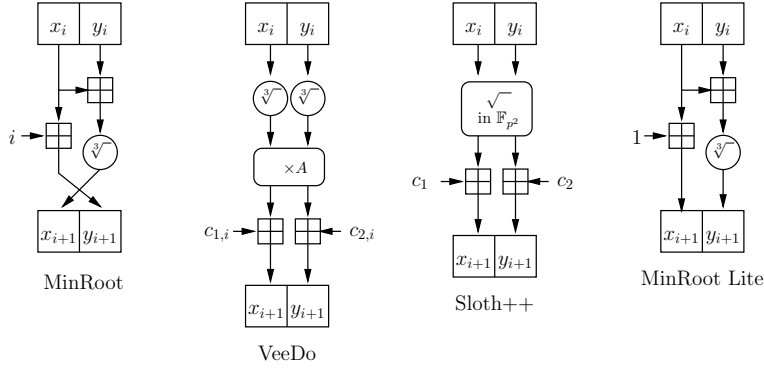 x_i y_i
i
∛
x_{i+1} y_{i+1}
MinRoot
x_i y_i
∛ ∛
×A
c_{1,i} c_{2,i}
x_{i+1} y_{i+1}
VeeDo
x_i y_i
√
in 𝔽_{p^2}
c_1 c_2
x_{i+1} y_{i+1}
Sloth++
x_i y_i
1
∛
x_{i+1} y_{i+1}
MinRoot Lite